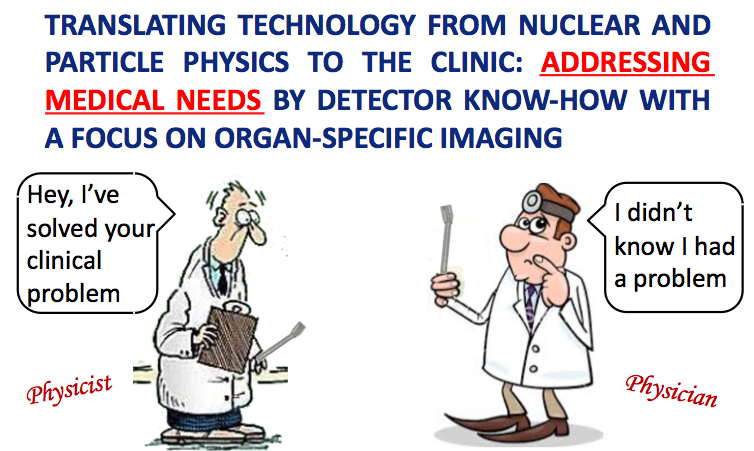 TRANSLATING TECHNOLOGY FROM NUCLEAR AND
PARTICLE PHYSICS TO THE CLINIC: ADDRESSING
MEDICAL NEEDS BY DETECTOR KNOW-HOW WITH
A FOCUS ON ORGAN-SPECIFIC IMAGING
Hey, I’ve
solved your
clinical
problem
I didn’t
know I had
a problem
Physicist
Physician